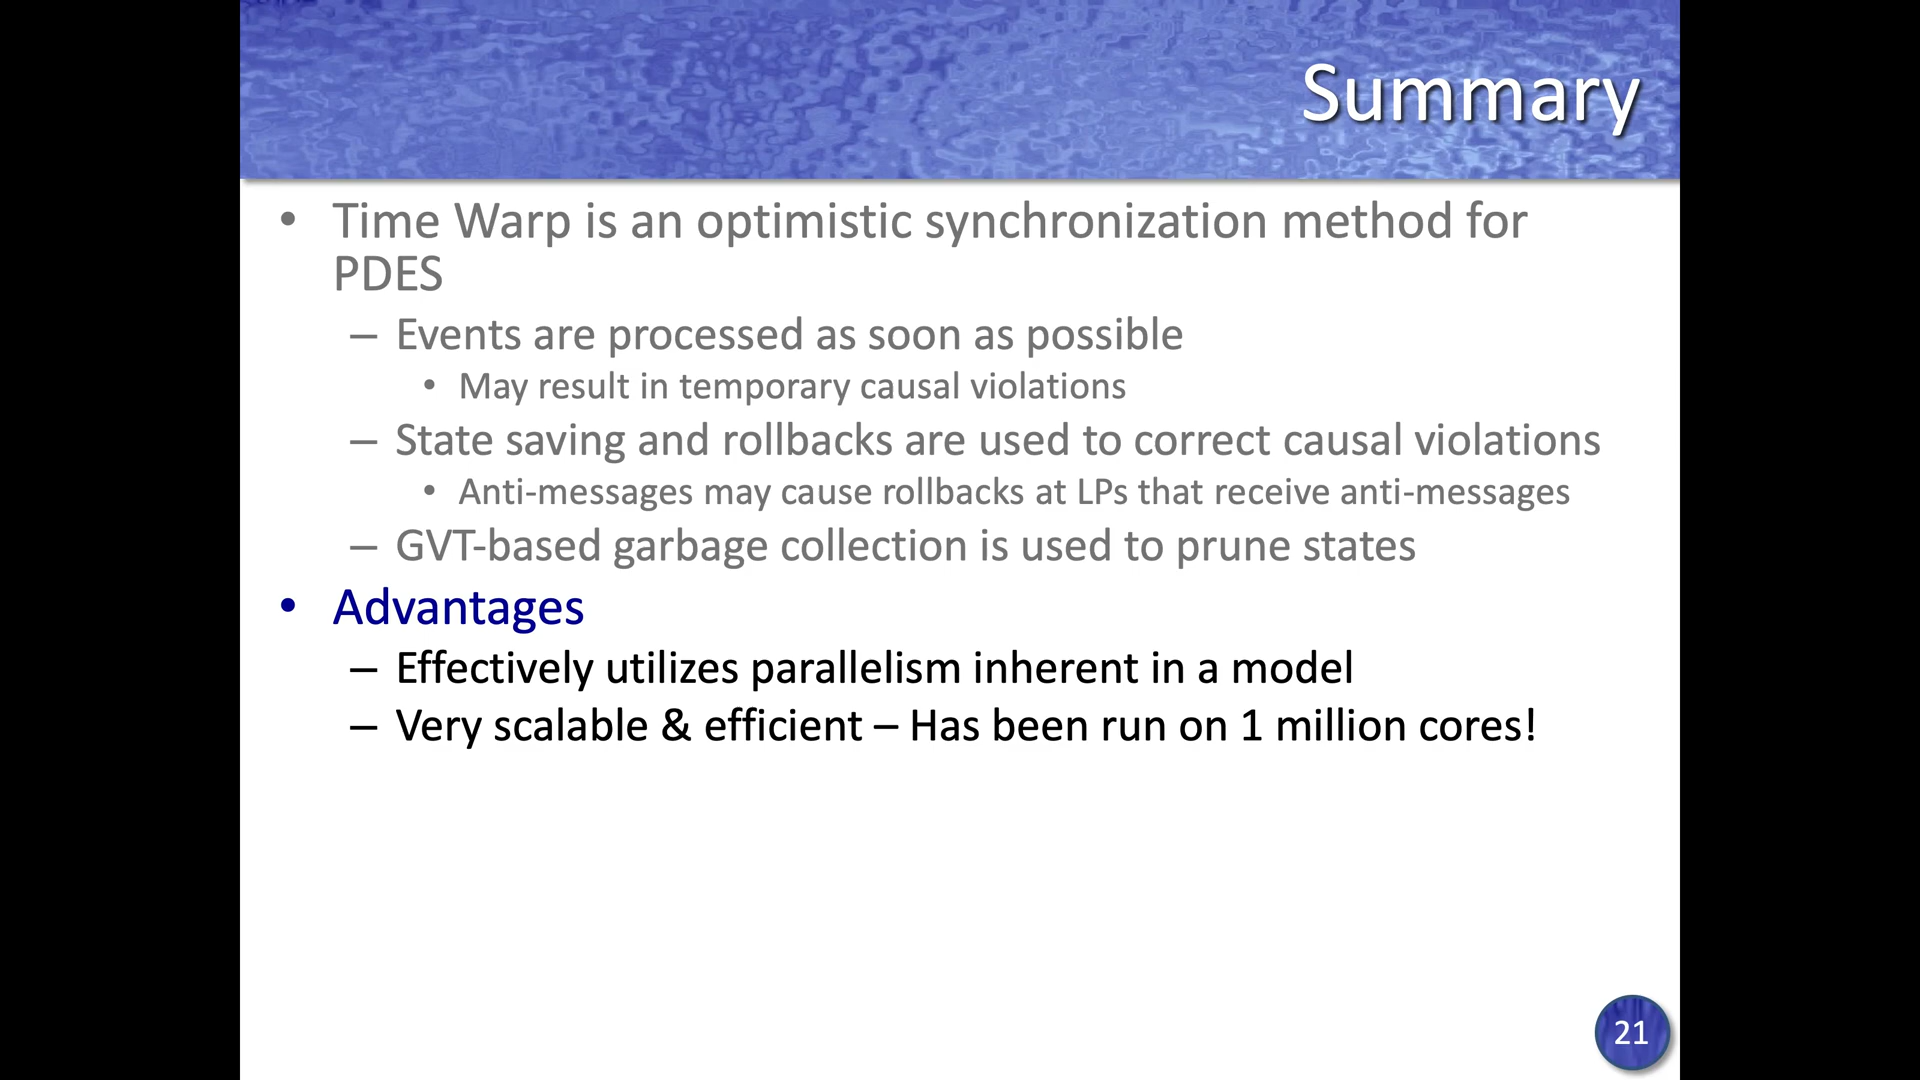 Summary
• Time Warp is an optimistic synchronization method for
PDES
– Events are processed as soon as possible
• May result in temporary causal violations
– State saving and rollbacks are used to correct causal violations
• Anti-messages may cause rollbacks at LPs that receive anti-messages
– GVT-based garbage collection is used to prune states
• Advantages
– Effectively utilizes parallelism inherent in a model
– Very scalable & efficient – Has been run on 1 million cores!
21